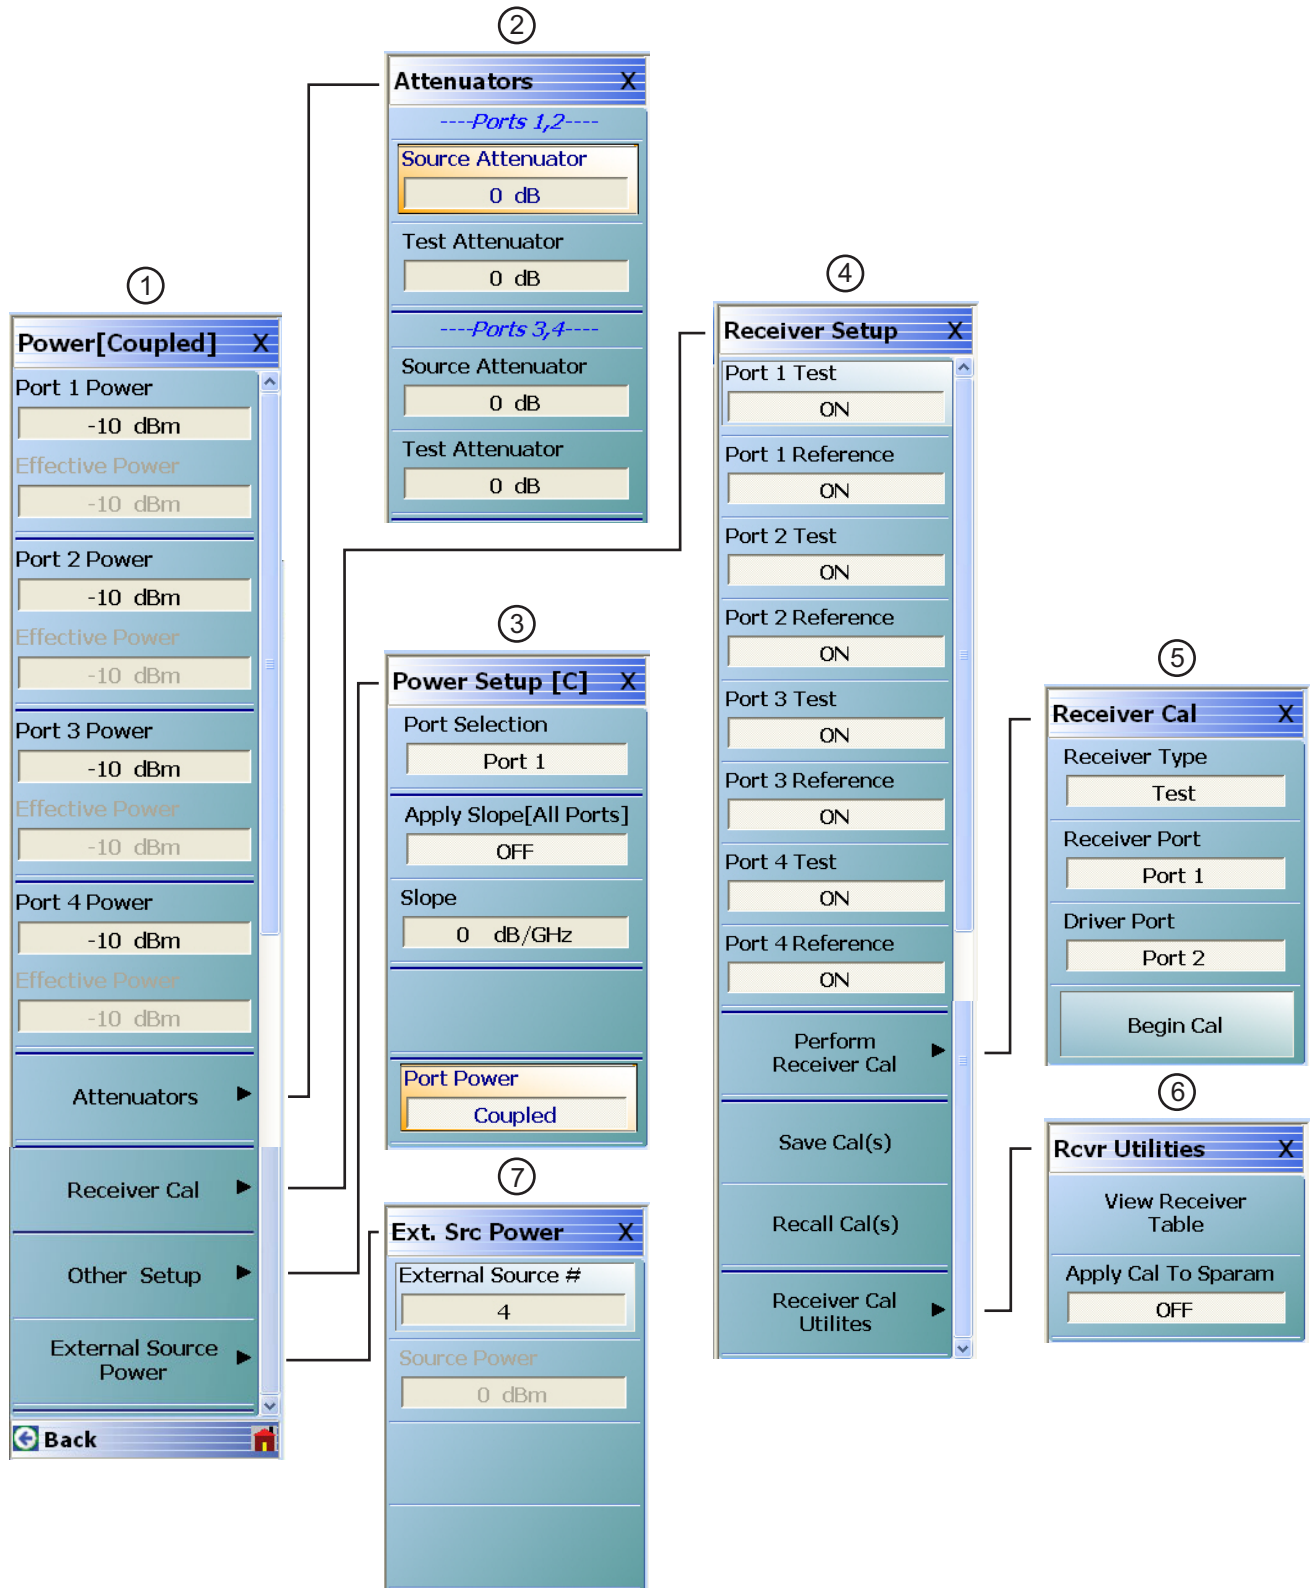 ①
Power[Coupled] X
Port 1 Power
-10 dBm
Effective Power
-10 dBm
Port 2 Power
-10 dBm
Effective Power
-10 dBm
Port 3 Power
-10 dBm
Effective Power
-10 dBm
Port 4 Power
-10 dBm
Effective Power
-10 dBm
Attenuators
Receiver Cal
Other Setup
External Source
Power
Back
②
Attenuators X
----Ports 1,2----
Source Attenuator
0 dB
Test Attenuator
0 dB
----Ports 3,4----
Source Attenuator
0 dB
Test Attenuator
0 dB
③
Power Setup [C] X
Port Selection
Port 1
Apply Slope[All Ports]
OFF
Slope
0 dB/GHz
Port Power
Coupled
④
Receiver Setup X
Port 1 Test
ON
Port 1 Reference
ON
Port 2 Test
ON
Port 2 Reference
ON
Port 3 Test
ON
Port 3 Reference
ON
Port 4 Test
ON
Port 4 Reference
ON
Perform
Receiver Cal
Save Cal(s)
Recall Cal(s)
Receiver Cal
Utilites
⑤
Receiver Cal X
Receiver Type
Test
Receiver Port
Port 1
Driver Port
Port 2
Begin Cal
⑥
Rcvr Utilities X
View Receiver
Table
Apply Cal To Sparam
OFF
⑦
Ext. Src Power X
External Source #
4
Source Power
0 dBm